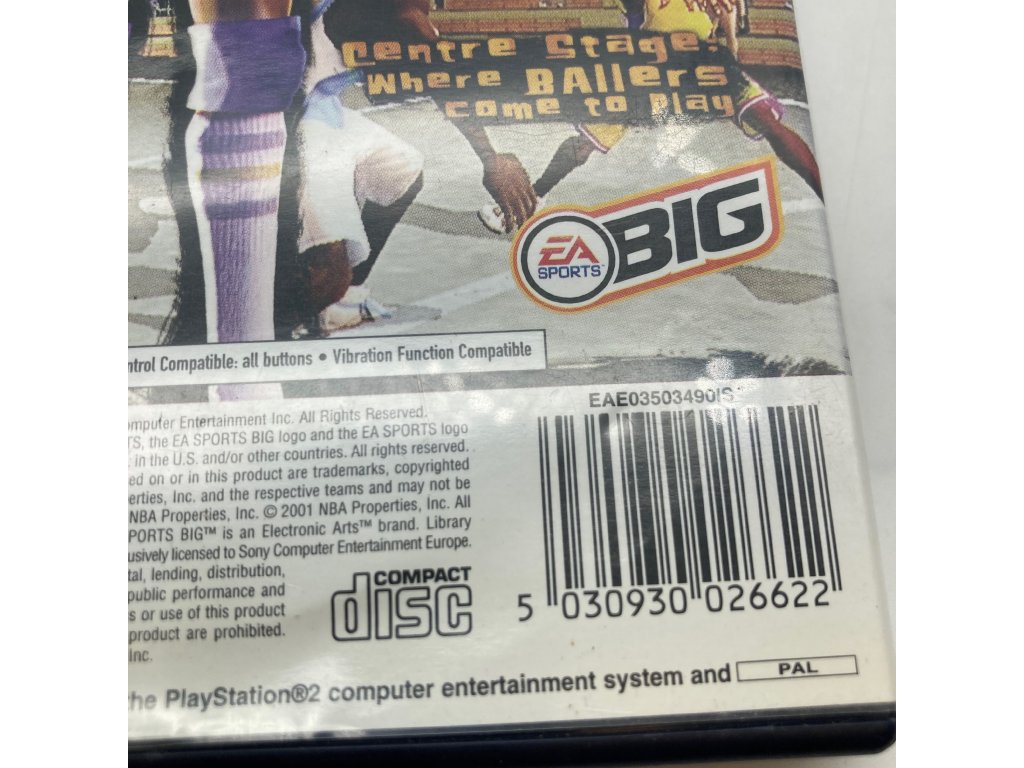 Centre Stage.
Where BAllers
come to Play
EA
SPORTS™
BIG
ntrol Compatible: all buttons • Vibration Function Compatible
EAE03503490IS
omputer Entertainment Inc. All Rights Reserved.
TS, the EA SPORTS BIG logo and the EA SPORTS logo
in the U.S. and/or other countries. All rights reserved.
ed on or in this product are trademarks, copyrighted
erties, Inc. and the respective teams and may not be
NBA Properties, Inc. © 2001 NBA Properties, Inc. All
PORTS BIG™ is an Electronic Arts™ brand. Library
usively licensed to Sony Computer Entertainment Europe.
tal, lending, distribution,
public performance and
s or use of this product
product are prohibited.
Inc.
COMPACT
disc
5 030930 026622
the PlayStation®2 computer entertainment system and PAL